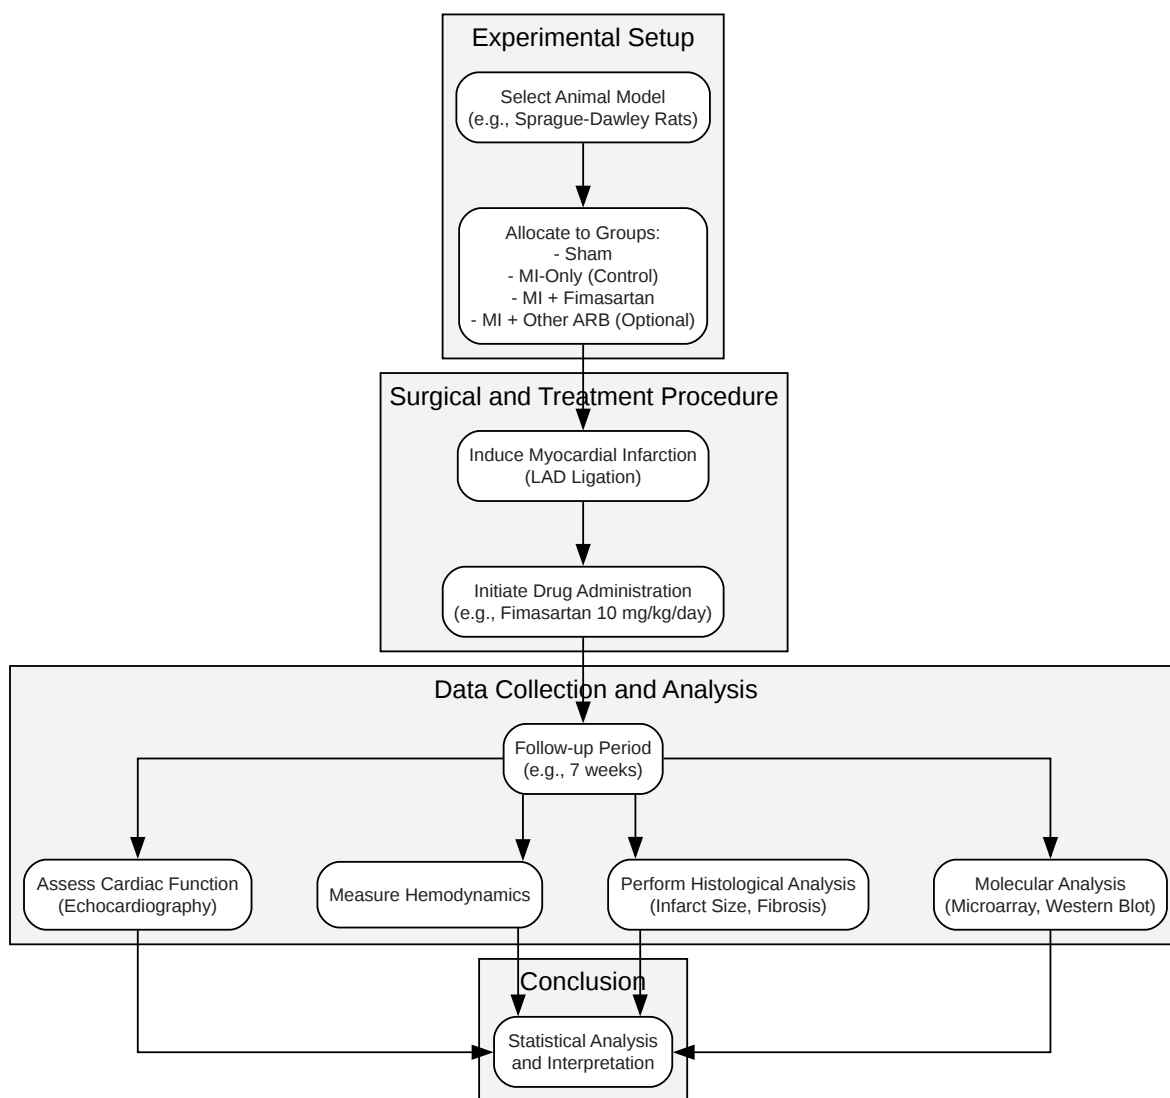 Experimental Setup
Select Animal Model
(e.g., Sprague-Dawley Rats)
Allocate to Groups:
- Sham
- MI-Only (Control)
- MI + Fimasartan
- MI + Other ARB (Optional)
Surgical and Treatment Procedure
Induce Myocardial Infarction
(LAD Ligation)
Initiate Drug Administration
(e.g., Fimasartan 10 mg/kg/day)
Data Collection and Analysis
Follow-up Period
(e.g., 7 weeks)
Assess Cardiac Function
(Echocardiography)
Measure Hemodynamics
Perform Histological Analysis
(Infarct Size, Fibrosis)
Molecular Analysis
(Microarray, Western Blot)
Conclusion
Statistical Analysis
and Interpretation